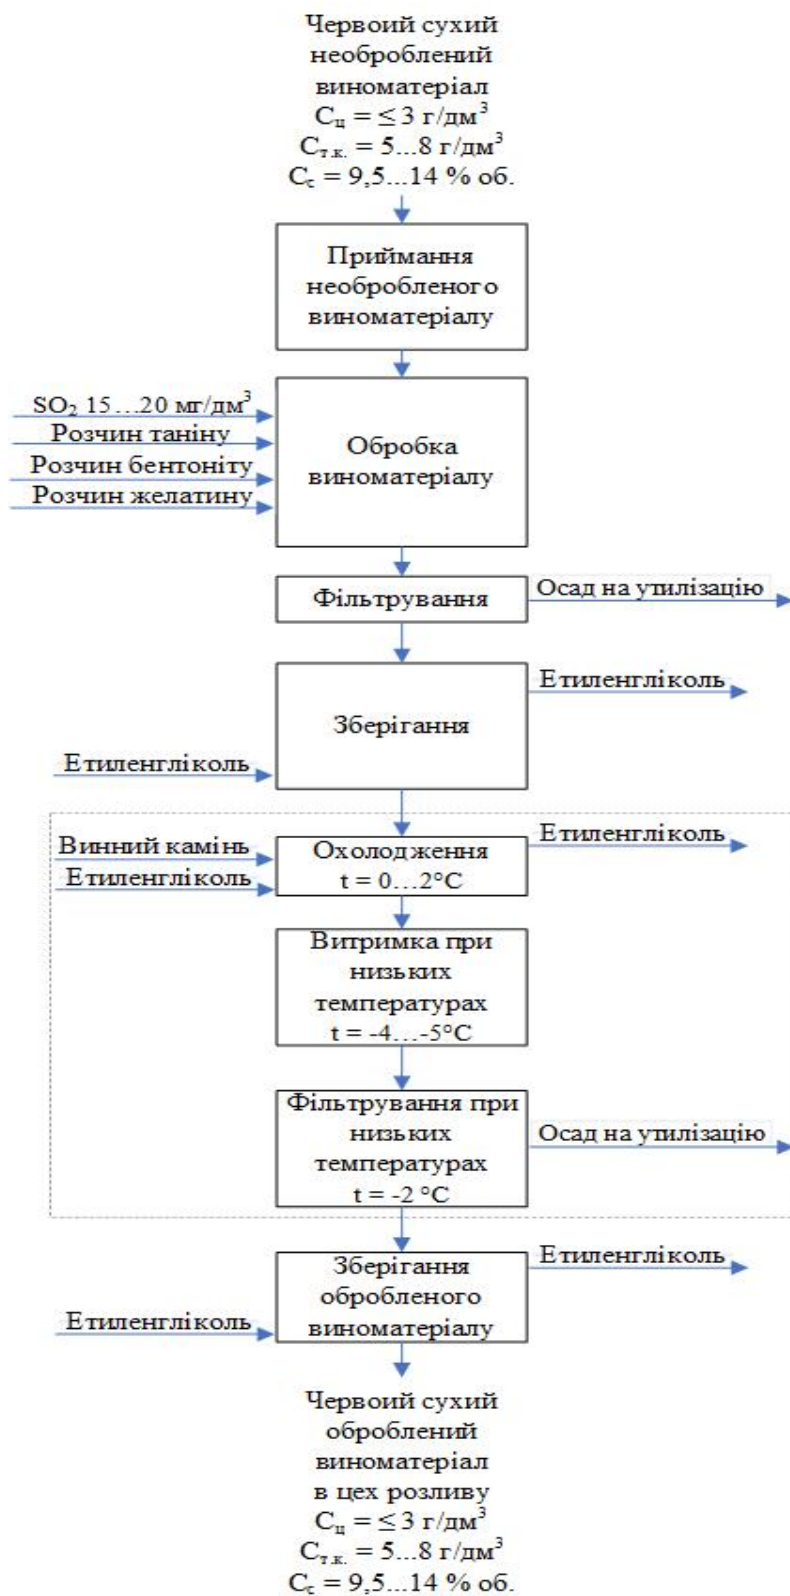 Червоий сухий
необроблений
виноматеріал
Сц = ≤ 3 г/дм³
Ст.к. = 5...8 г/дм³
Сс = 9,5...14 % об.
Приймання
необробленого
виноматеріалу
SO₂ 15…20 мг/дм³
Розчин таніну
Розчин бентоніту
Розчин желатину
Обробка
виноматеріалу
Фільтрування
Осад на утилізацію
Етиленгліколь
Зберігання
Етиленгліколь
Етиленгліколь
Винний камінь
Етиленгліколь
Охолодження
t = 0…2°C
Витримка при
низьких
температурах
t = -4…-5°C
Фільтрування при
низьких
температурах
t = -2 °C
Осад на утилізацію
Етиленгліколь
Зберігання
обробленого
виноматеріалу
Етиленгліколь
Червоий сухий
оброблений
виноматеріал
в цех розливу
Сц = ≤ 3 г/дм³
Ст.к. = 5...8 г/дм³
Сс = 9,5...14 % об.